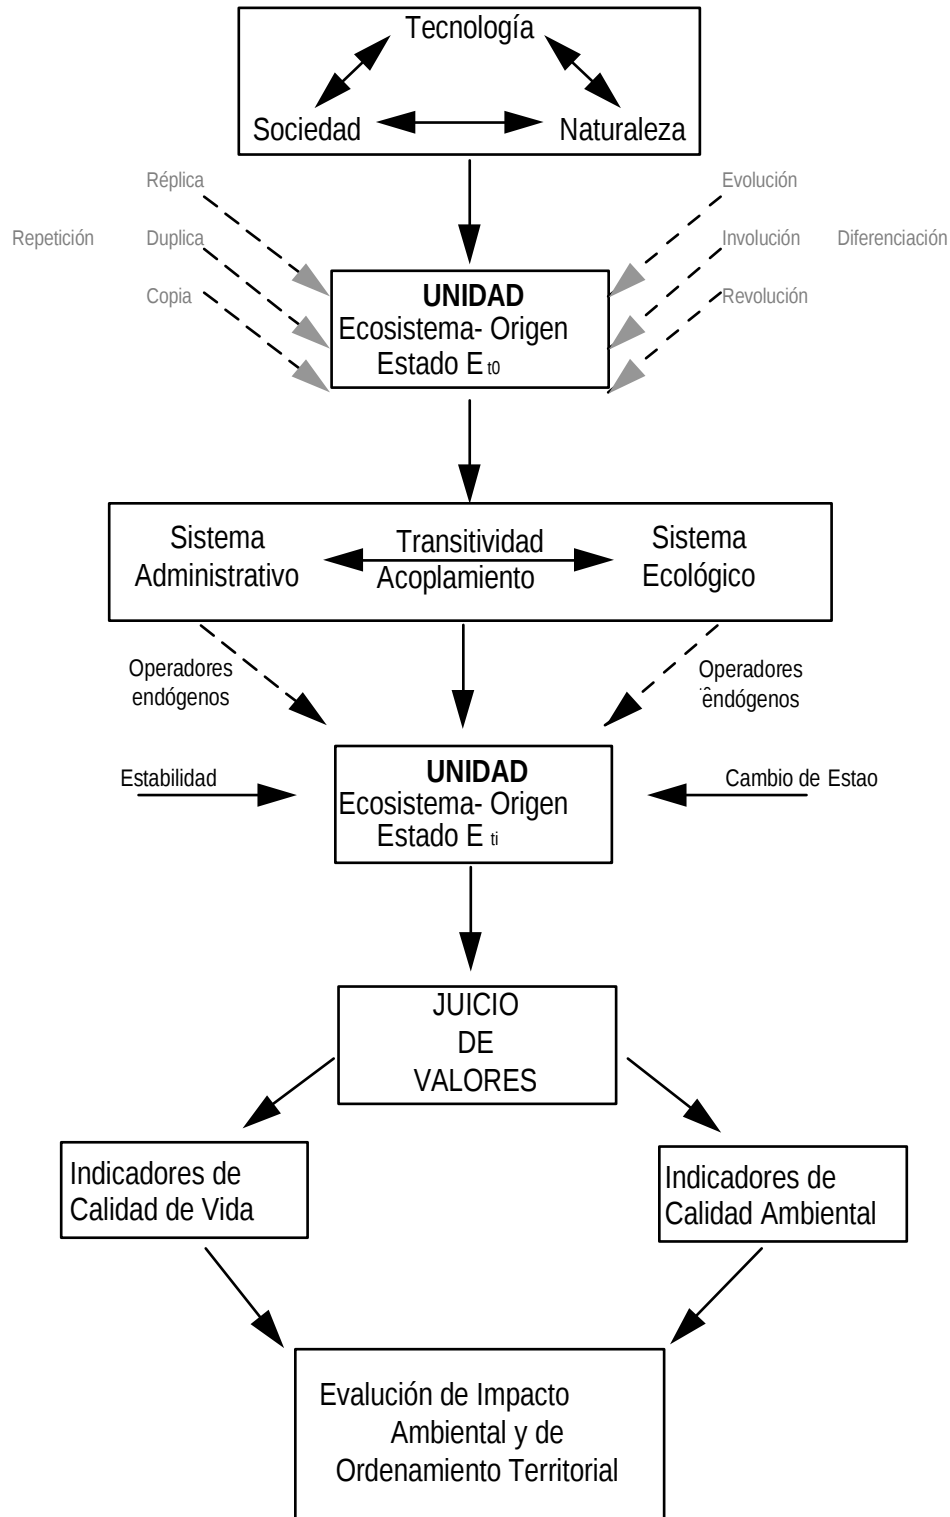 Tecnología
Sociedad
Naturaleza
Réplica
Evolución
Repetición
Duplica
Involución
Diferenciación
Copia
Revolución
UNIDAD
Ecosistema- Origen
Estado E t0
Sistema
Administrativo
Transitividad
Acoplamiento
Sistema
Ecológico
Operadores
endógenos
Operadores
endógenos
UNIDAD
Ecosistema- Origen
Estado E ti
Estabilidad
Cambio de Estao
JUICIO
DE
VALORES
Indicadores de
Calidad de Vida
Indicadores de
Calidad Ambiental
Evalución de Impacto
Ambiental y de
Ordenamiento Territorial